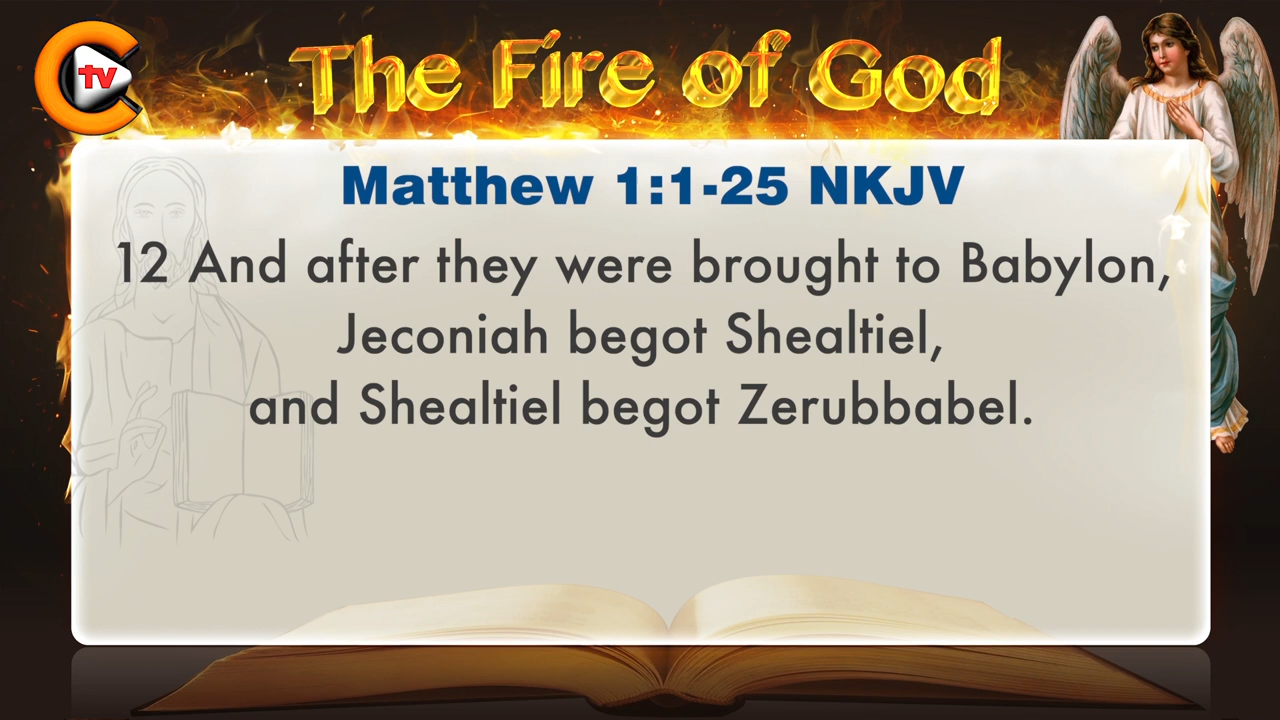 tv
The Fire of God
Matthew 1:1-25 NKJV
12 And after they were brought to Babylon,
Jeconiah begot Shealtiel,
and Shealtiel begot Zerubbabel.